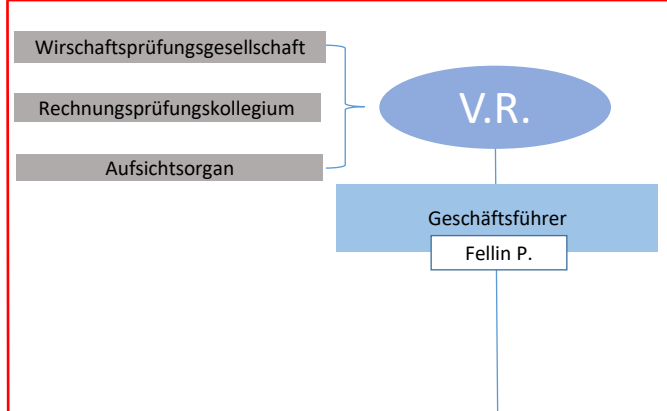 Wirschaftsprüfungsgesellschaft
Rechnungsprüfungskollegium
Aufsichtsorgan
V.R.
Geschäftsführer
Fellin P.